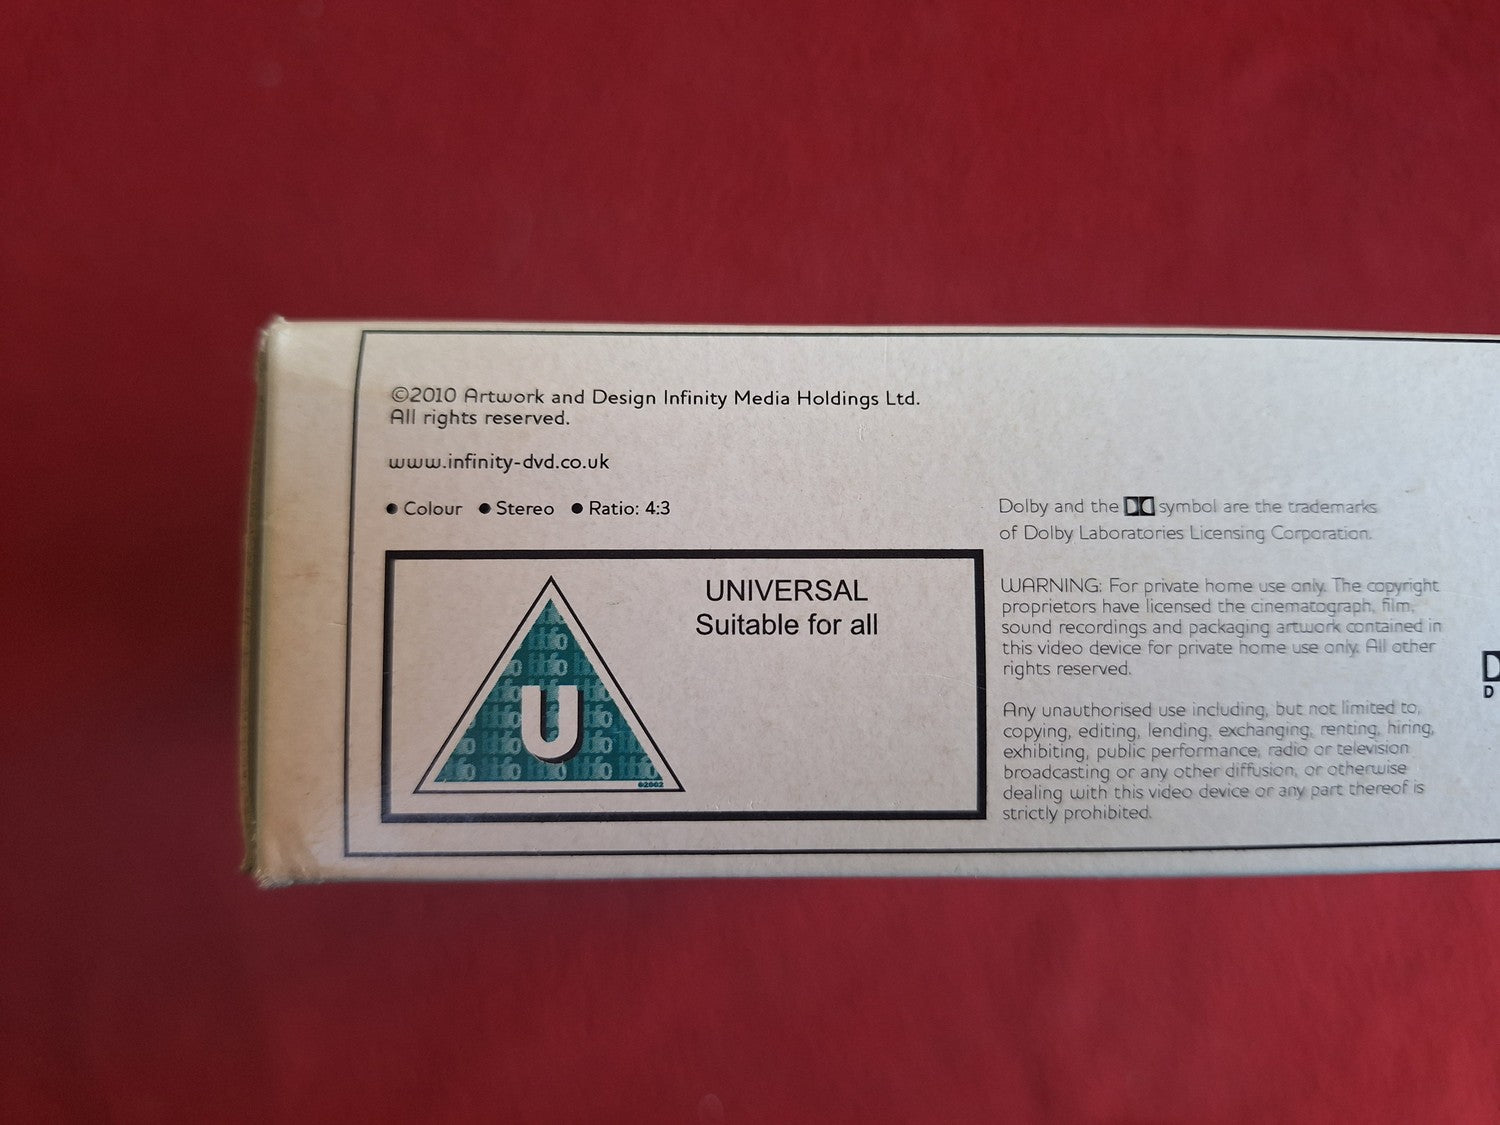 ©2010 Artwork and Design Infinity Media Holdings Ltd.
All rights reserved.
www.infinity-dvd.co.uk
● Colour ● Stereo ● Ratio: 4:3
UNIVERSAL
Suitable for all
U
©2002
Dolby and the symbol are the trademarks
of Dolby Laboratories Licensing Corporation.
WARNING: For private home use only. The copyright
proprietors have licensed the cinematograph, film,
sound recordings and packaging artwork contained in
this video device for private home use only. All other
rights reserved.
Any unauthorised use including, but not limited to,
copying, editing, lending, exchanging, renting, hiring,
exhibiting, public performance, radio or television
broadcasting or any other diffusion, or otherwise
dealing with this video device or any part thereof is
strictly prohibited.
D